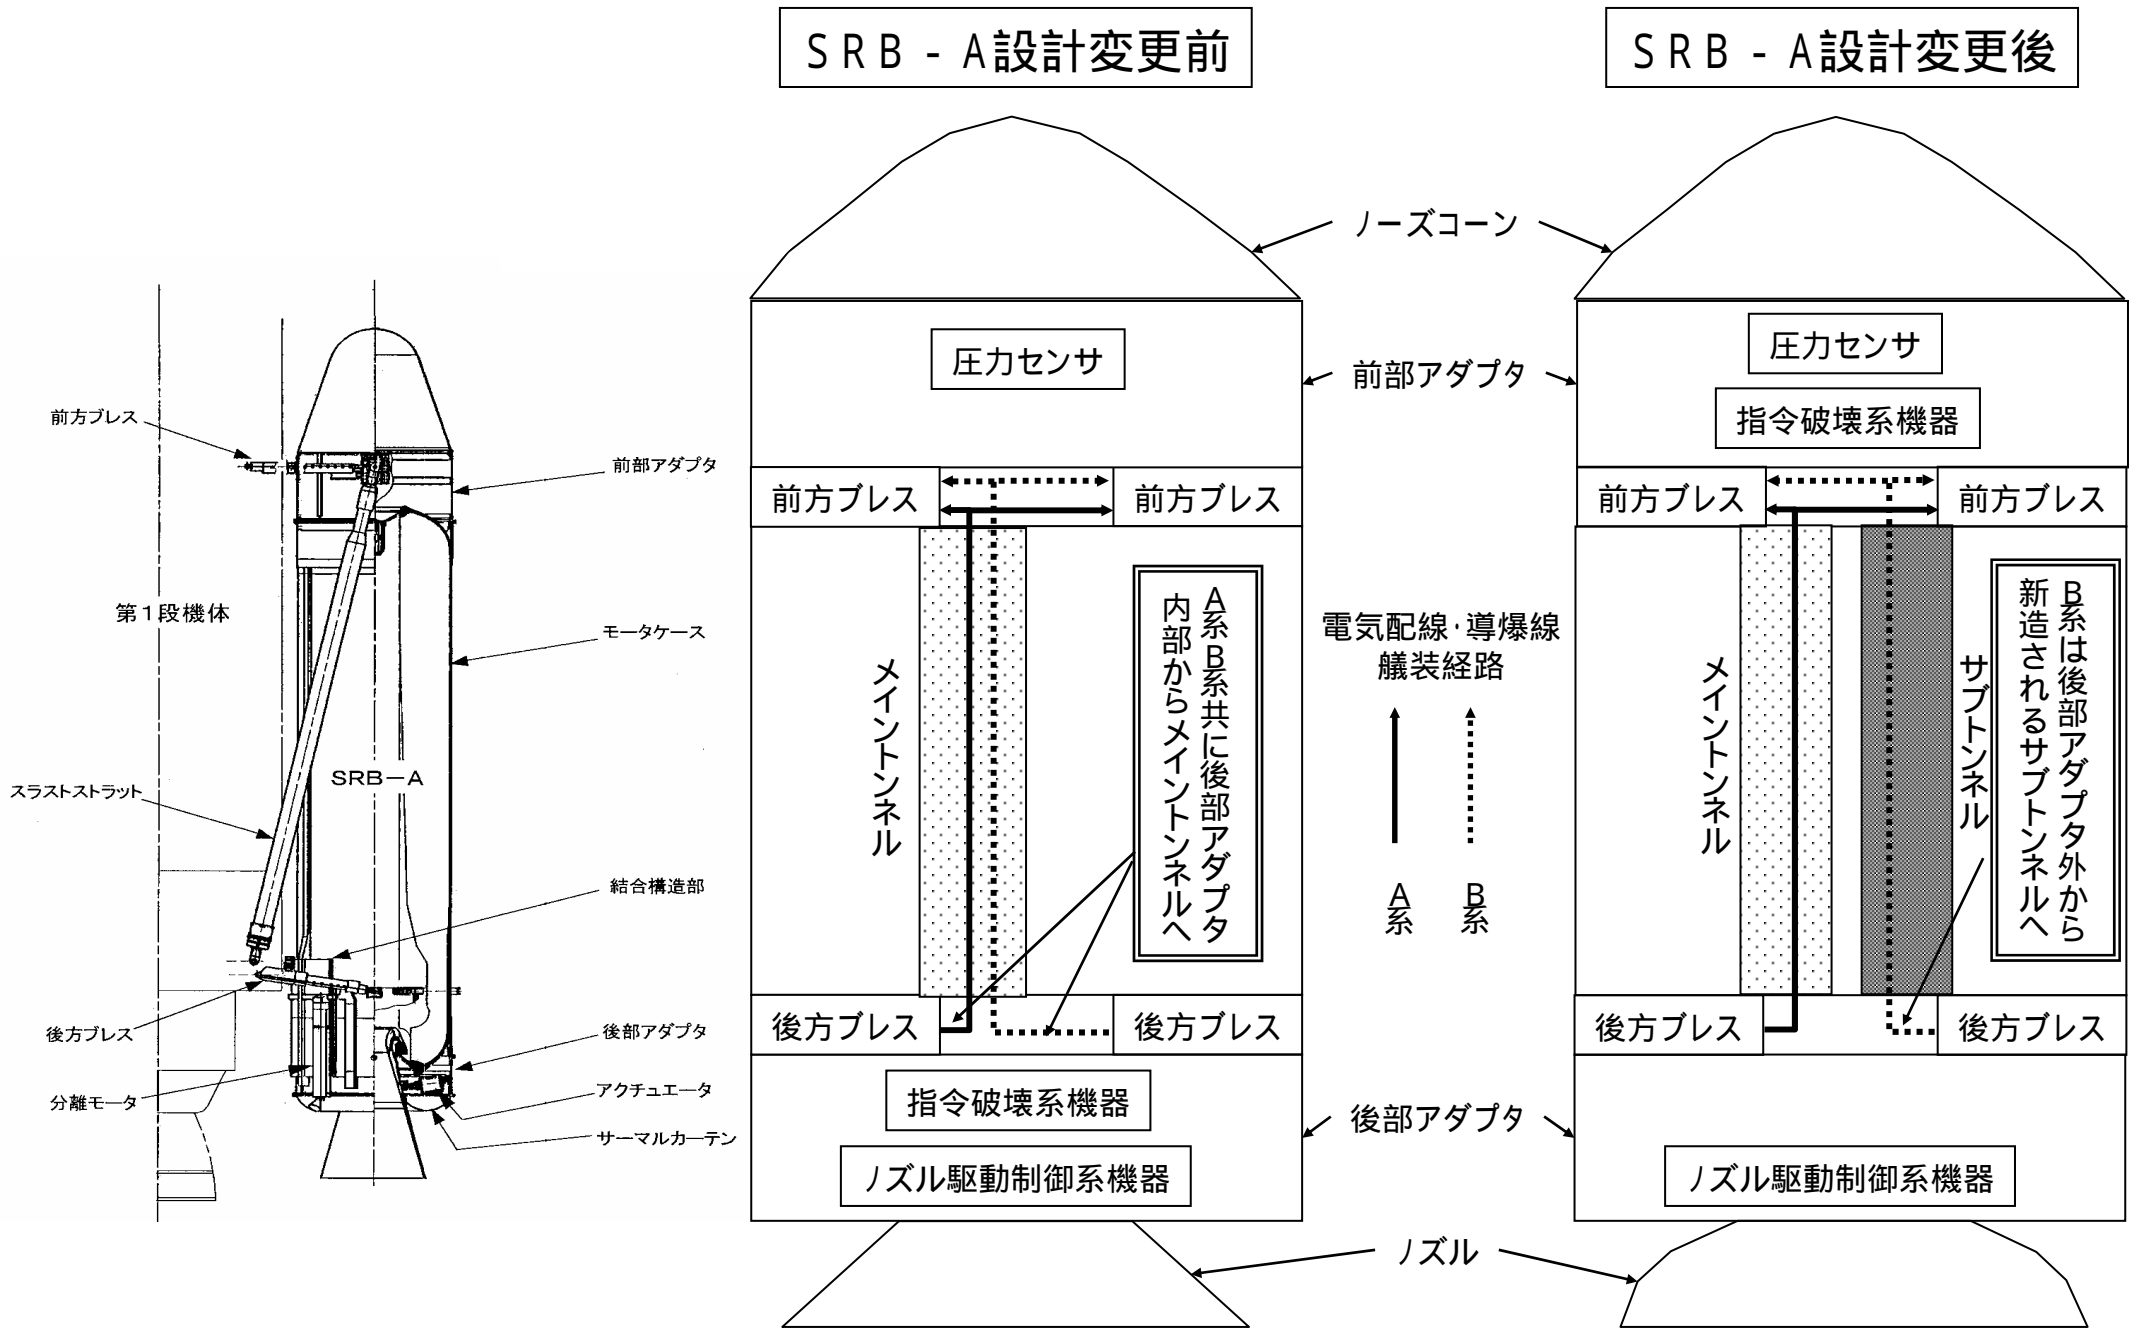 SRB-A設計変更前
SRB-A設計変更後
前方ブレス
前部アダプタ
第1段機体
モータケース
SRB-A
スラストストラット
結合構造部
後方ブレス
後部アダプタ
分離モータ
アクチュエータ
サーマルカーテン
圧力センサ
前方ブレス
前方ブレス
メイントンネル
A系B系共に後部アダプタ
内部からメイントンネルへ
後方ブレス
後方ブレス
指令破壊系機器
ノズル駆動制御系機器
ノーズコーン
前部アダプタ
電気配線・導爆線
艤装経路
A系
B系
後部アダプタ
ノズル
圧力センサ
指令破壊系機器
前方ブレス
前方ブレス
メイントンネル
サブトンネル
B系は後部アダプタ外から
新造されるサブトンネルへ
後方ブレス
後方ブレス
ノズル駆動制御系機器